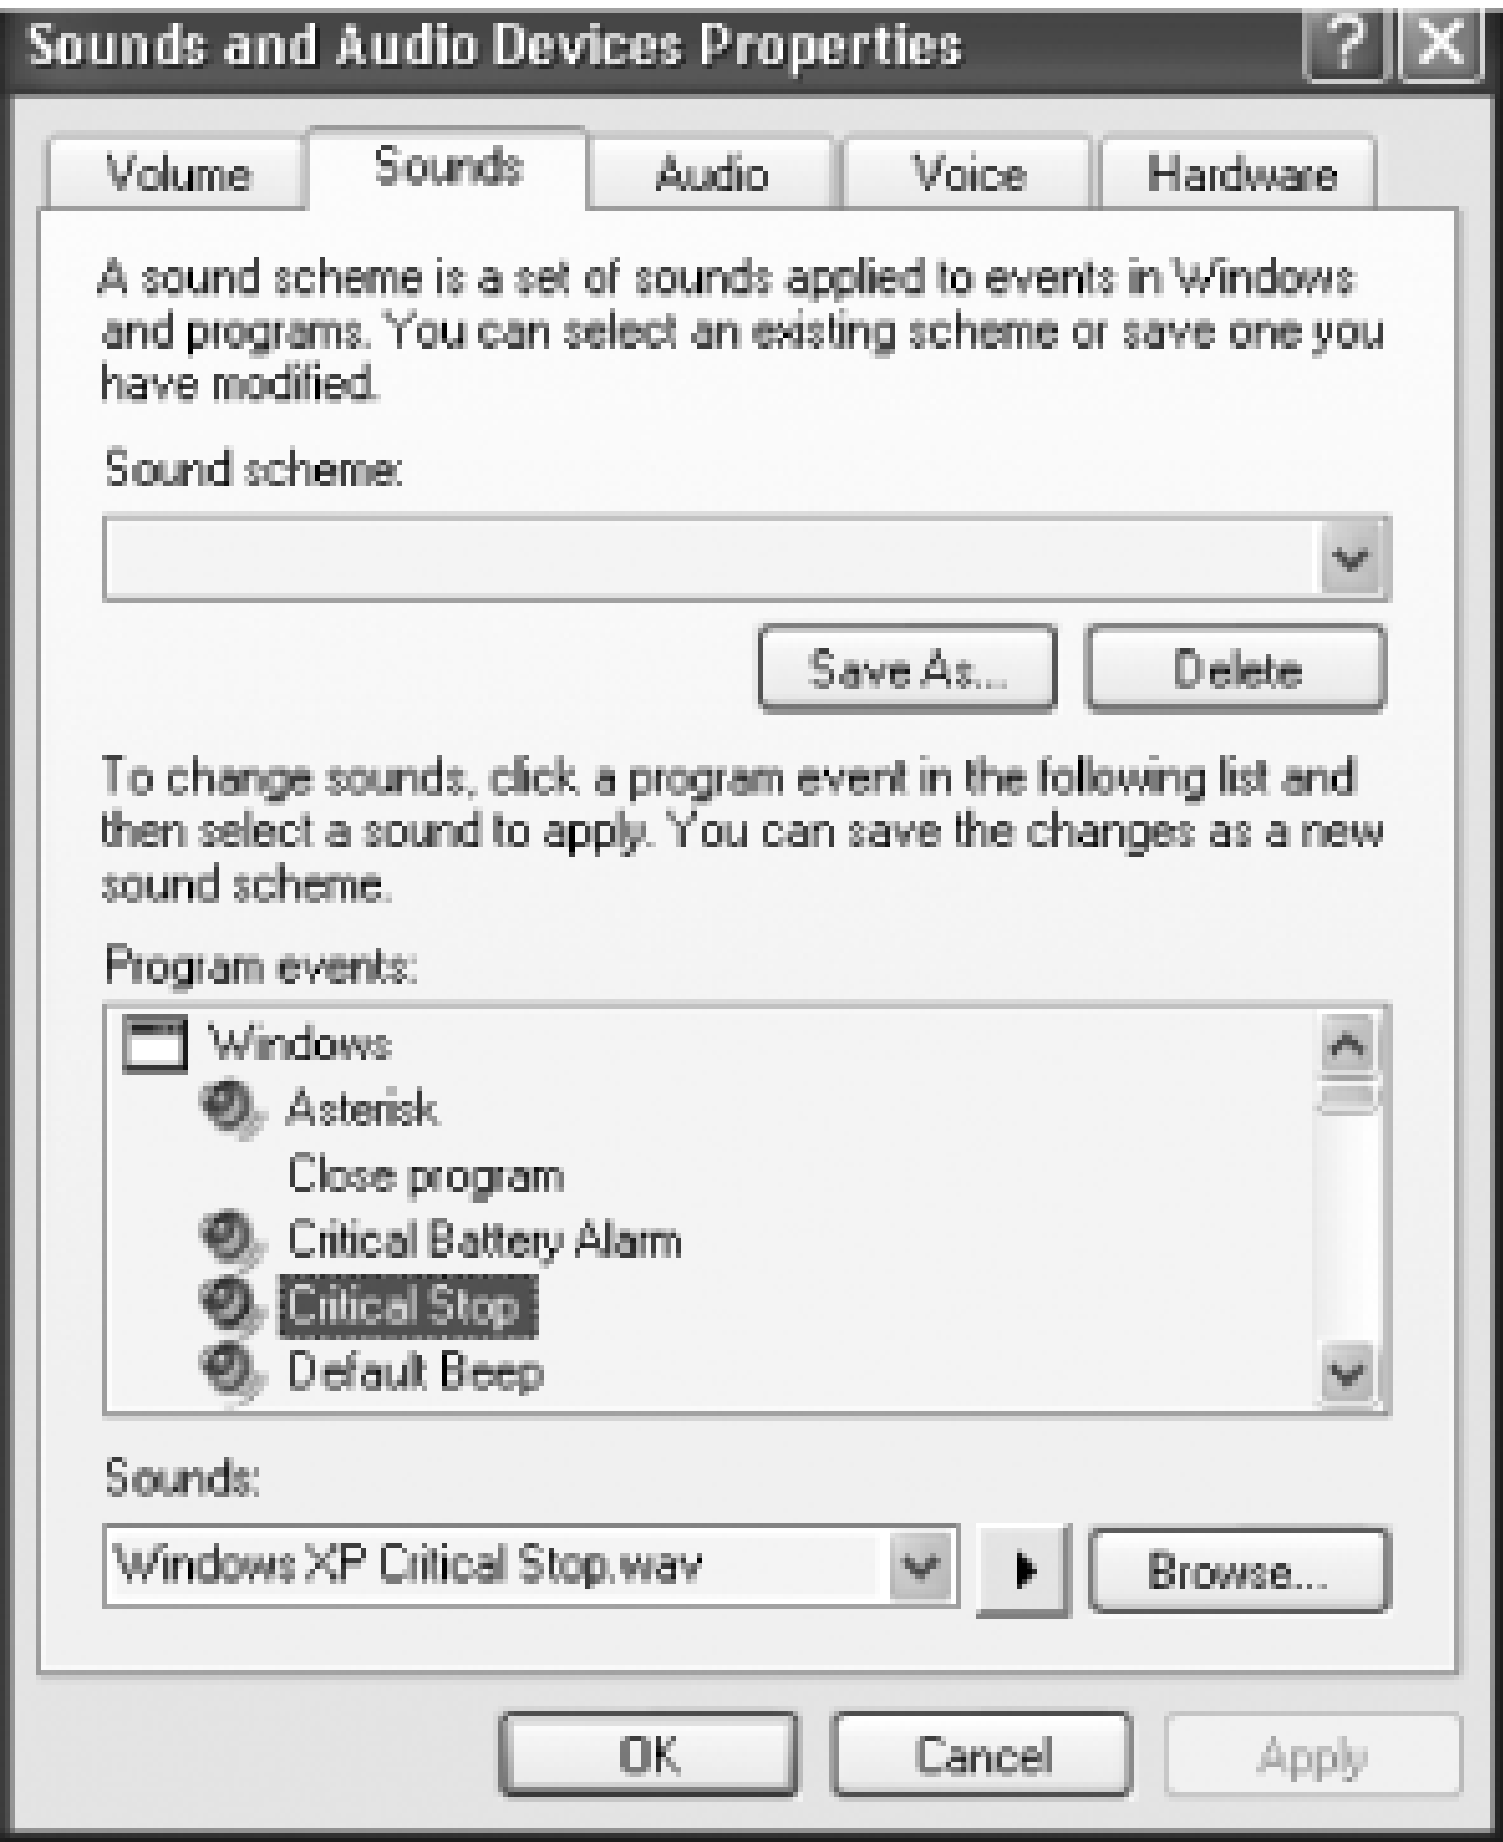 Sounds and Audio Devices Properties
Volume Sounds Audio Voice Hardware
A sound scheme is a set of sounds applied to events in Windows
and programs. You can select an existing scheme or save one you
have modified.
Sound scheme:
Save As... Delete
To change sounds, click a program event in the following list and
then select a sound to apply. You can save the changes as a new
sound scheme.
Program events:
Windows
Asterisk
Close program
Critical Battery Alarm
Critical Stop
Default Beep
Sounds:
Windows XP Critical Stop.wav Browse...
OK Cancel Apply